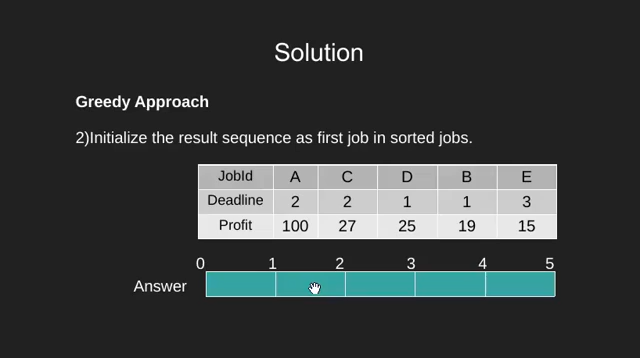 Solution
Greedy Approach
2)Initialize the result sequence as first job in sorted jobs.
JobId A C D B E
Deadline 2 2 1 1 3
Profit 100 27 25 19 15
0 1 2 3 4 5
Answer